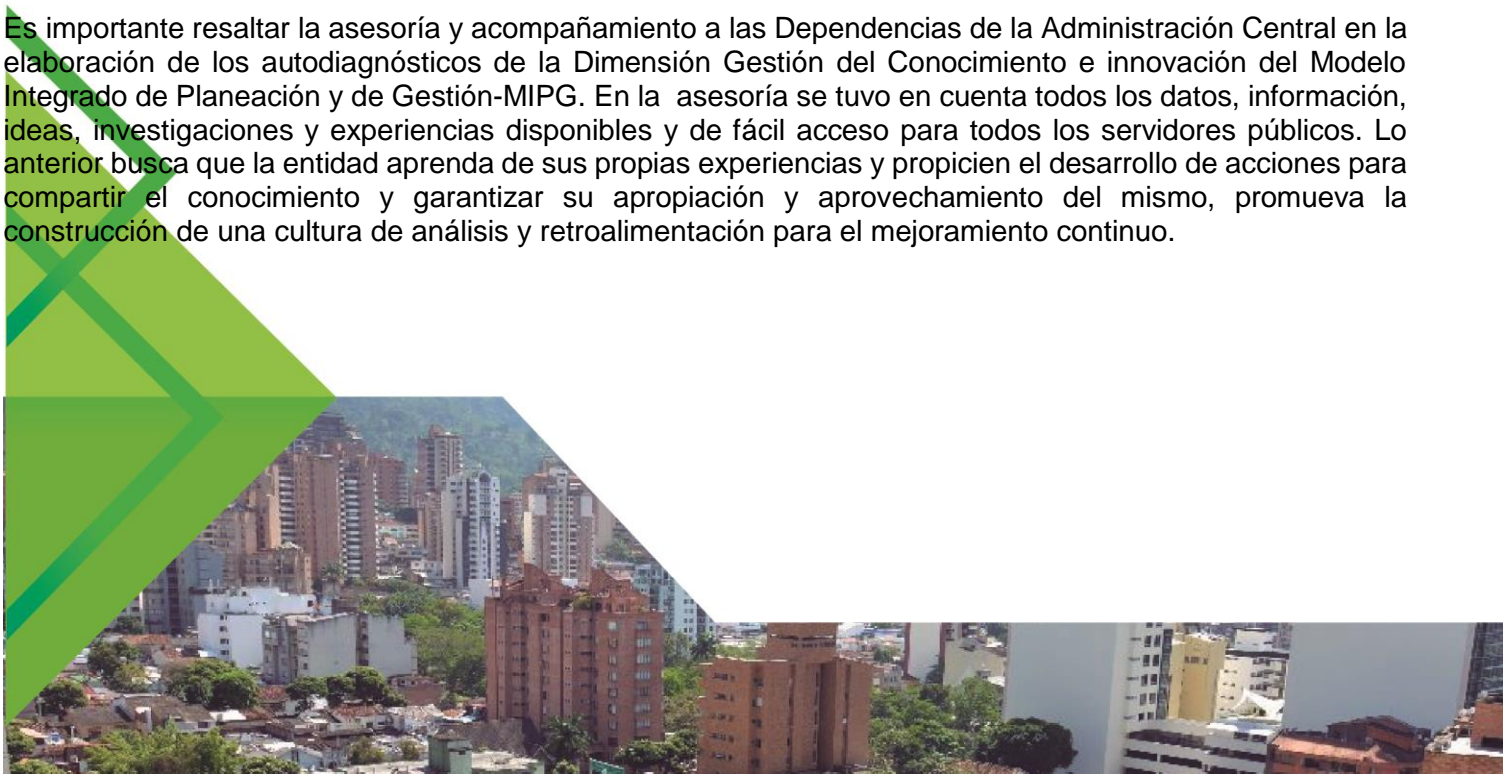 Es importante resaltar la asesoría y acompañamiento a las Dependencias de la Administración Central en la
elaboración de los autodiagnósticos de la Dimensión Gestión del Conocimiento e innovación del Modelo
Integrado de Planeación y de Gestión-MIPG. En la  asesoría se tuvo en cuenta todos los datos, información,
ideas, investigaciones y experiencias disponibles y de fácil acceso para todos los servidores públicos. Lo
anterior busca que la entidad aprenda de sus propias experiencias y propicien el desarrollo de acciones para
compartir el conocimiento y garantizar su apropiación y aprovechamiento del mismo, promueva la
construcción de una cultura de análisis y retroalimentación para el mejoramiento continuo.